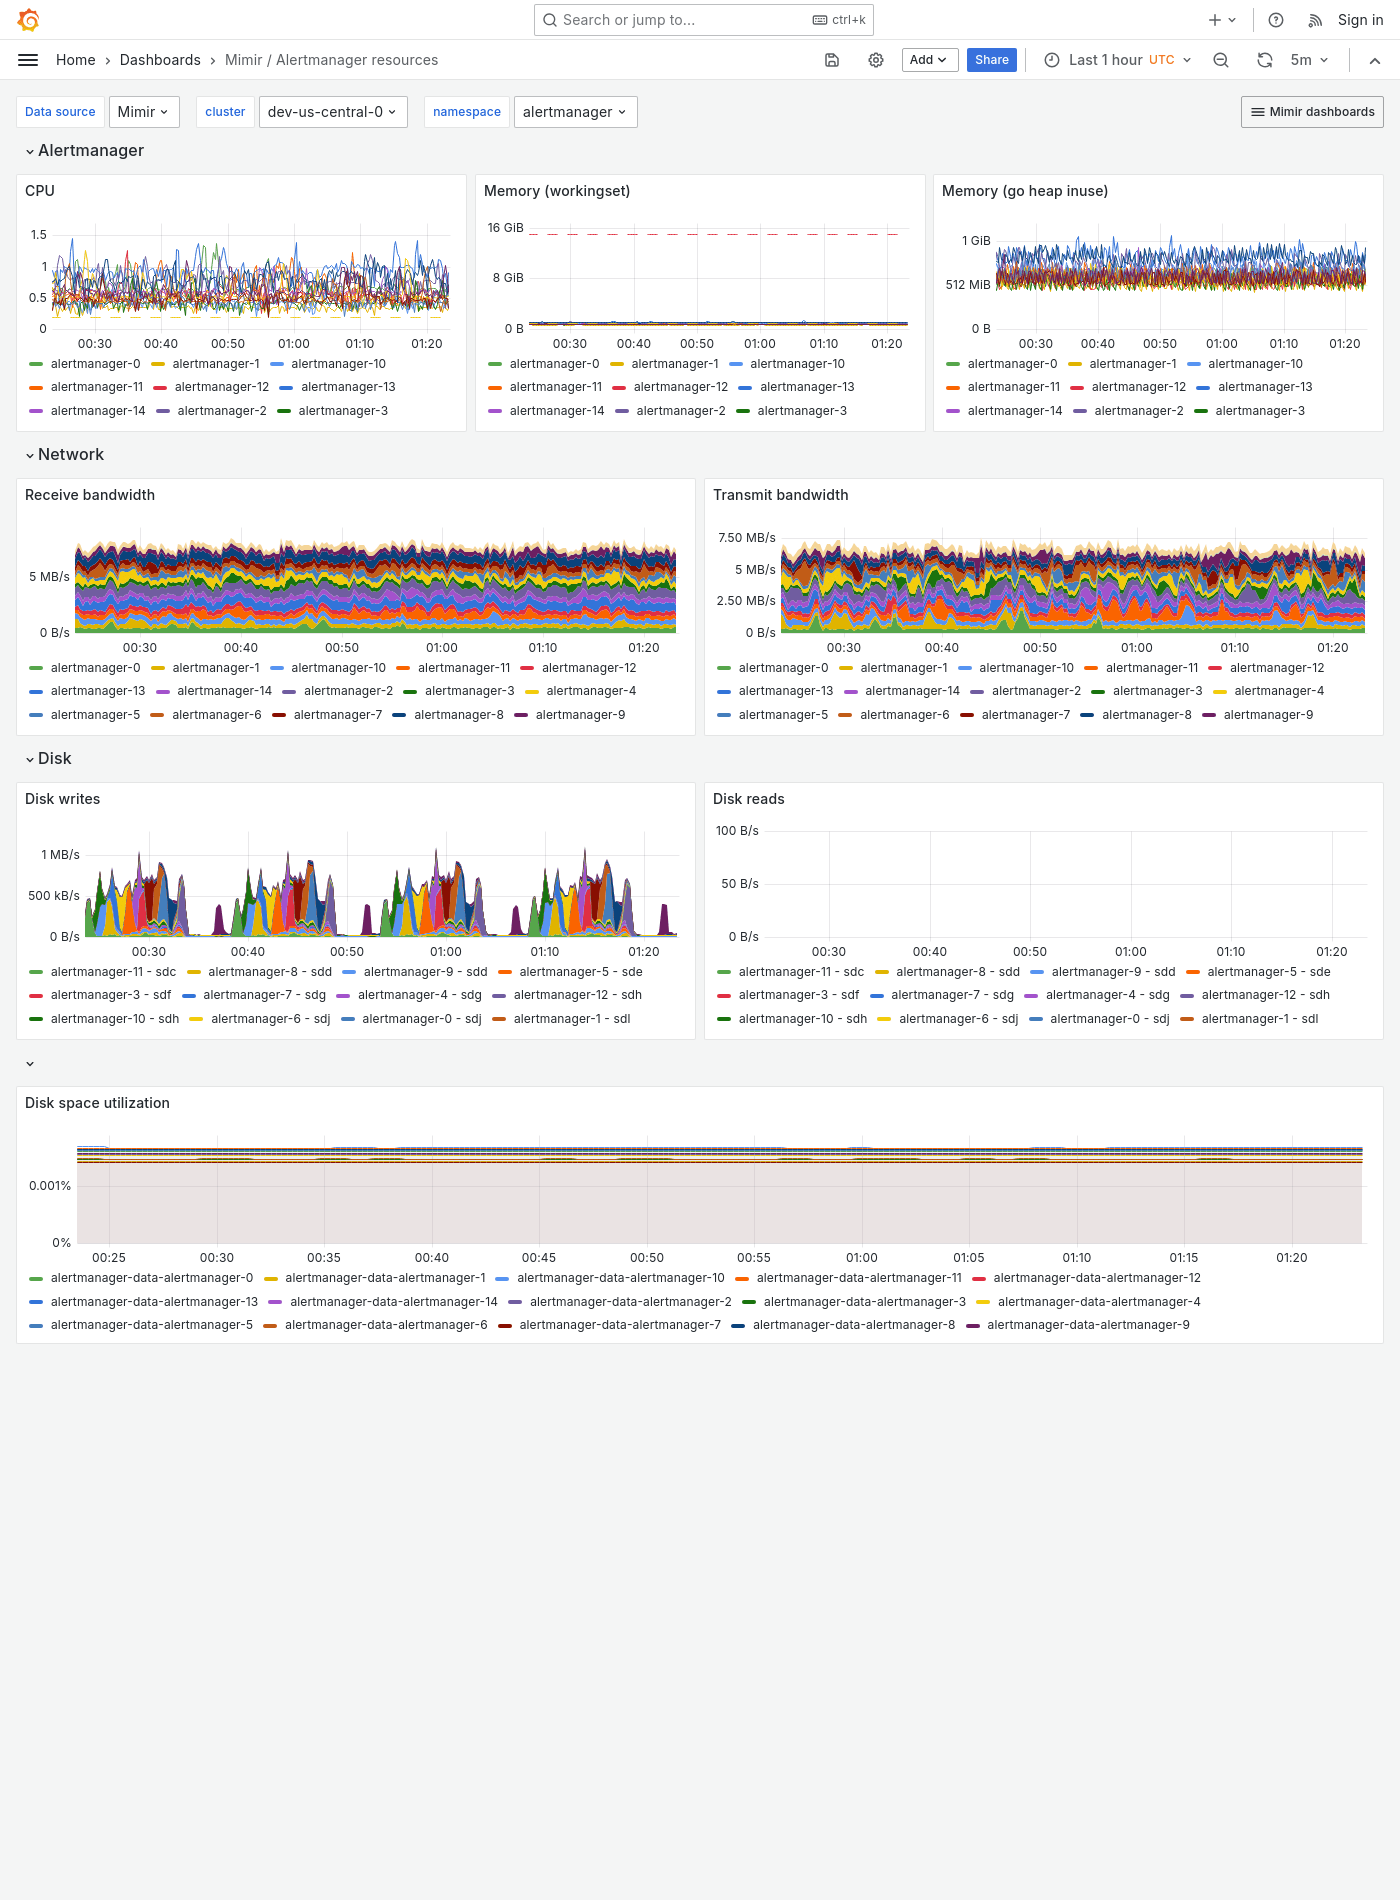 Search or jump to... ctrl+k Sign in
Home Dashboards Mimir / Alertmanager resources Add Share Last 1 hour UTC 5m
Data source Mimir cluster dev-us-central-0 namespace alertmanager Mimir dashboards
Alertmanager
CPU
1.5
1
0.5
0
00:30 00:40 00:50 01:00 01:10 01:20
alertmanager-0 alertmanager-1 alertmanager-10
alertmanager-11 alertmanager-12 alertmanager-13
alertmanager-14 alertmanager-2 alertmanager-3
Memory (workingset)
16 GiB
8 GiB
0 B
00:30 00:40 00:50 01:00 01:10 01:20
alertmanager-0 alertmanager-1 alertmanager-10
alertmanager-11 alertmanager-12 alertmanager-13
alertmanager-14 alertmanager-2 alertmanager-3
Memory (go heap inuse)
1 GiB
512 MiB
0 B
00:30 00:40 00:50 01:00 01:10 01:20
alertmanager-0 alertmanager-1 alertmanager-10
alertmanager-11 alertmanager-12 alertmanager-13
alertmanager-14 alertmanager-2 alertmanager-3
Network
Receive bandwidth
5 MB/s
0 B/s
00:30 00:40 00:50 01:00 01:10 01:20
alertmanager-0 alertmanager-1 alertmanager-10 alertmanager-11 alertmanager-12
alertmanager-13 alertmanager-14 alertmanager-2 alertmanager-3 alertmanager-4
alertmanager-5 alertmanager-6 alertmanager-7 alertmanager-8 alertmanager-9
Transmit bandwidth
7.50 MB/s
5 MB/s
2.50 MB/s
0 B/s
00:30 00:40 00:50 01:00 01:10 01:20
alertmanager-0 alertmanager-1 alertmanager-10 alertmanager-11 alertmanager-12
alertmanager-13 alertmanager-14 alertmanager-2 alertmanager-3 alertmanager-4
alertmanager-5 alertmanager-6 alertmanager-7 alertmanager-8 alertmanager-9
Disk
Disk writes
1 MB/s
500 kB/s
0 B/s
00:30 00:40 00:50 01:00 01:10 01:20
alertmanager-11 - sdc alertmanager-8 - sdd alertmanager-9 - sdd alertmanager-5 - sde
alertmanager-3 - sdf alertmanager-7 - sdg alertmanager-4 - sdg alertmanager-12 - sdh
alertmanager-10 - sdh alertmanager-6 - sdj alertmanager-0 - sdj alertmanager-1 - sdl
Disk reads
100 B/s
50 B/s
0 B/s
00:30 00:40 00:50 01:00 01:10 01:20
alertmanager-11 - sdc alertmanager-8 - sdd alertmanager-9 - sdd alertmanager-5 - sde
alertmanager-3 - sdf alertmanager-7 - sdg alertmanager-4 - sdg alertmanager-12 - sdh
alertmanager-10 - sdh alertmanager-6 - sdj alertmanager-0 - sdj alertmanager-1 - sdl
Disk space utilization
0.001%
0%
00:25 00:30 00:35 00:40 00:45 00:50 00:55 01:00 01:05 01:10 01:15 01:20
alertmanager-data-alertmanager-0 alertmanager-data-alertmanager-1 alertmanager-data-alertmanager-10 alertmanager-data-alertmanager-11 alertmanager-data-alertmanager-12
alertmanager-data-alertmanager-13 alertmanager-data-alertmanager-14 alertmanager-data-alertmanager-2 alertmanager-data-alertmanager-3 alertmanager-data-alertmanager-4
alertmanager-data-alertmanager-5 alertmanager-data-alertmanager-6 alertmanager-data-alertmanager-7 alertmanager-data-alertmanager-8 alertmanager-data-alertmanager-9